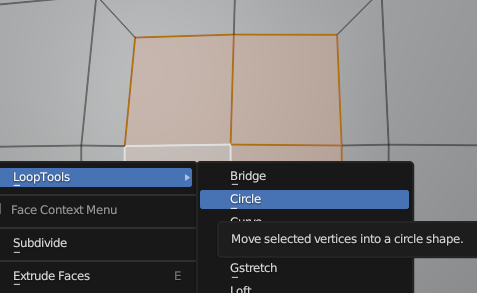 LoopTools
Bridge
Face Context Menu
Circle
Curve
Subdivide
Move selected vertices into a circle shape.
Extrude Faces E
Gstretch
Loft